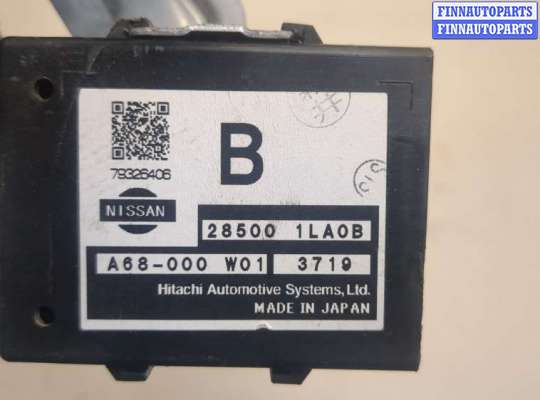 FINNAUTOPARTS
FINNAUTOPARTS
B
79326406
NISSAN
28500 1LA0B
A68-000 W01 3719
Hitachi Automotive Systems, Ltd.
MADE IN JAPAN